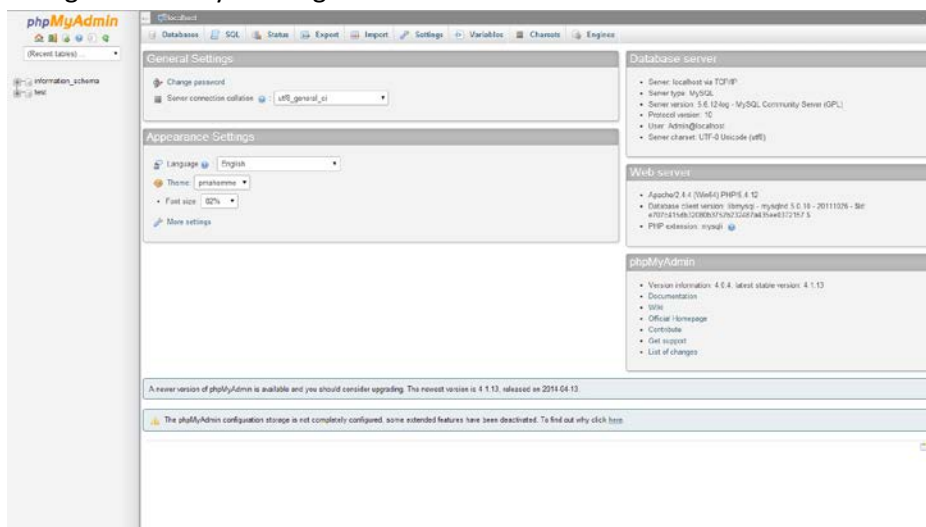 phpMyAdmin
(Recent tables) ...
information_schema
test
localhost
Databases SQL Status Export Import Settings Variables Charsets Engines
General Settings
Change password
Server connection collation : utf8_general_ci
Appearance Settings
Language : English
Theme: pmahomme
Font size: 82%
More settings
Database server
Server: localhost via TCP/IP
Server type: MySQL
Server version: 5.6.12-log - MySQL Community Server (GPL)
Protocol version: 10
User: Admin@localhost
Server charset: UTF-8 Unicode (utf8)
Web server
Apache/2.4.4 (Win64) PHP/5.4.12
Database client version: libmysql - mysqlnd 5.0.10 - 20111026 - $Id:
PHP extension: mysqli
phpMyAdmin
Version information: 4.0.4, latest stable version: 4.1.13
Documentation
Wiki
Official Homepage
Contribute
Get support
List of changes
A newer version of phpMyAdmin is available and you should consider upgrading. The newest version is 4.1.13, released on 2014-04-13.
The phpMyAdmin configuration storage is not completely configured, some extended features have been deactivated. To find out why click here.